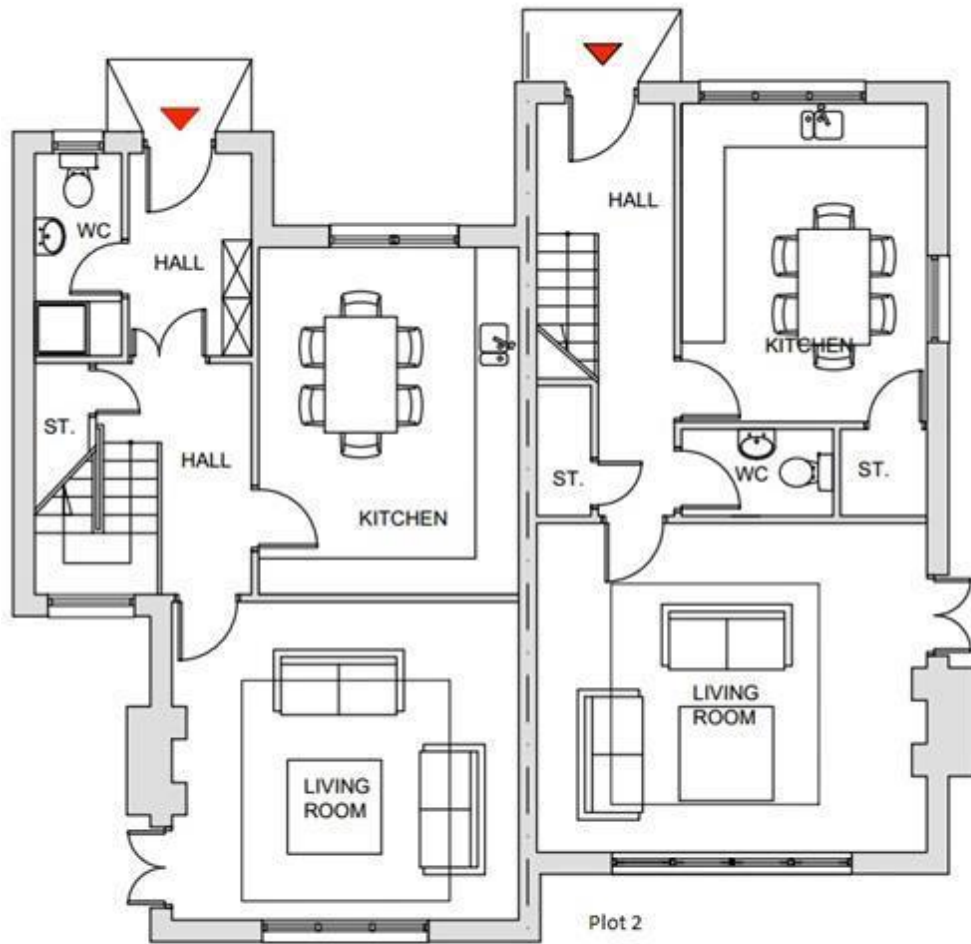 WC
HALL
ST.
HALL
KITCHEN
LIVING
ROOM
HALL
KITCHEN
ST.
WC
ST.
LIVING
ROOM
Plot 2